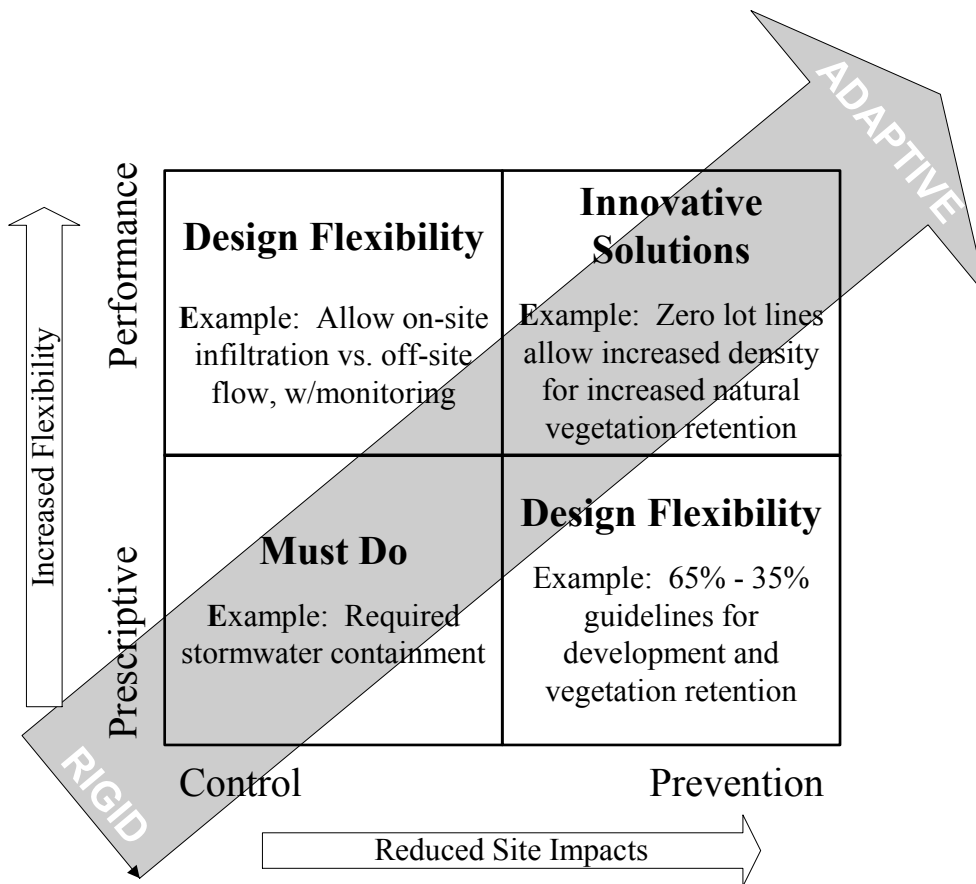 ADAPTIVE
Performance
Design Flexibility
Example: Allow on-site
infiltration vs. off-site
flow, w/monitoring
Innovative
Solutions
Example: Zero lot lines
allow increased density
for increased natural
vegetation retention
Increased Flexibility
Prescriptive
Must Do
Example: Required
stormwater containment
Design Flexibility
Example: 65% - 35%
guidelines for
development and
vegetation retention
RIGID
Control
Prevention
Reduced Site Impacts